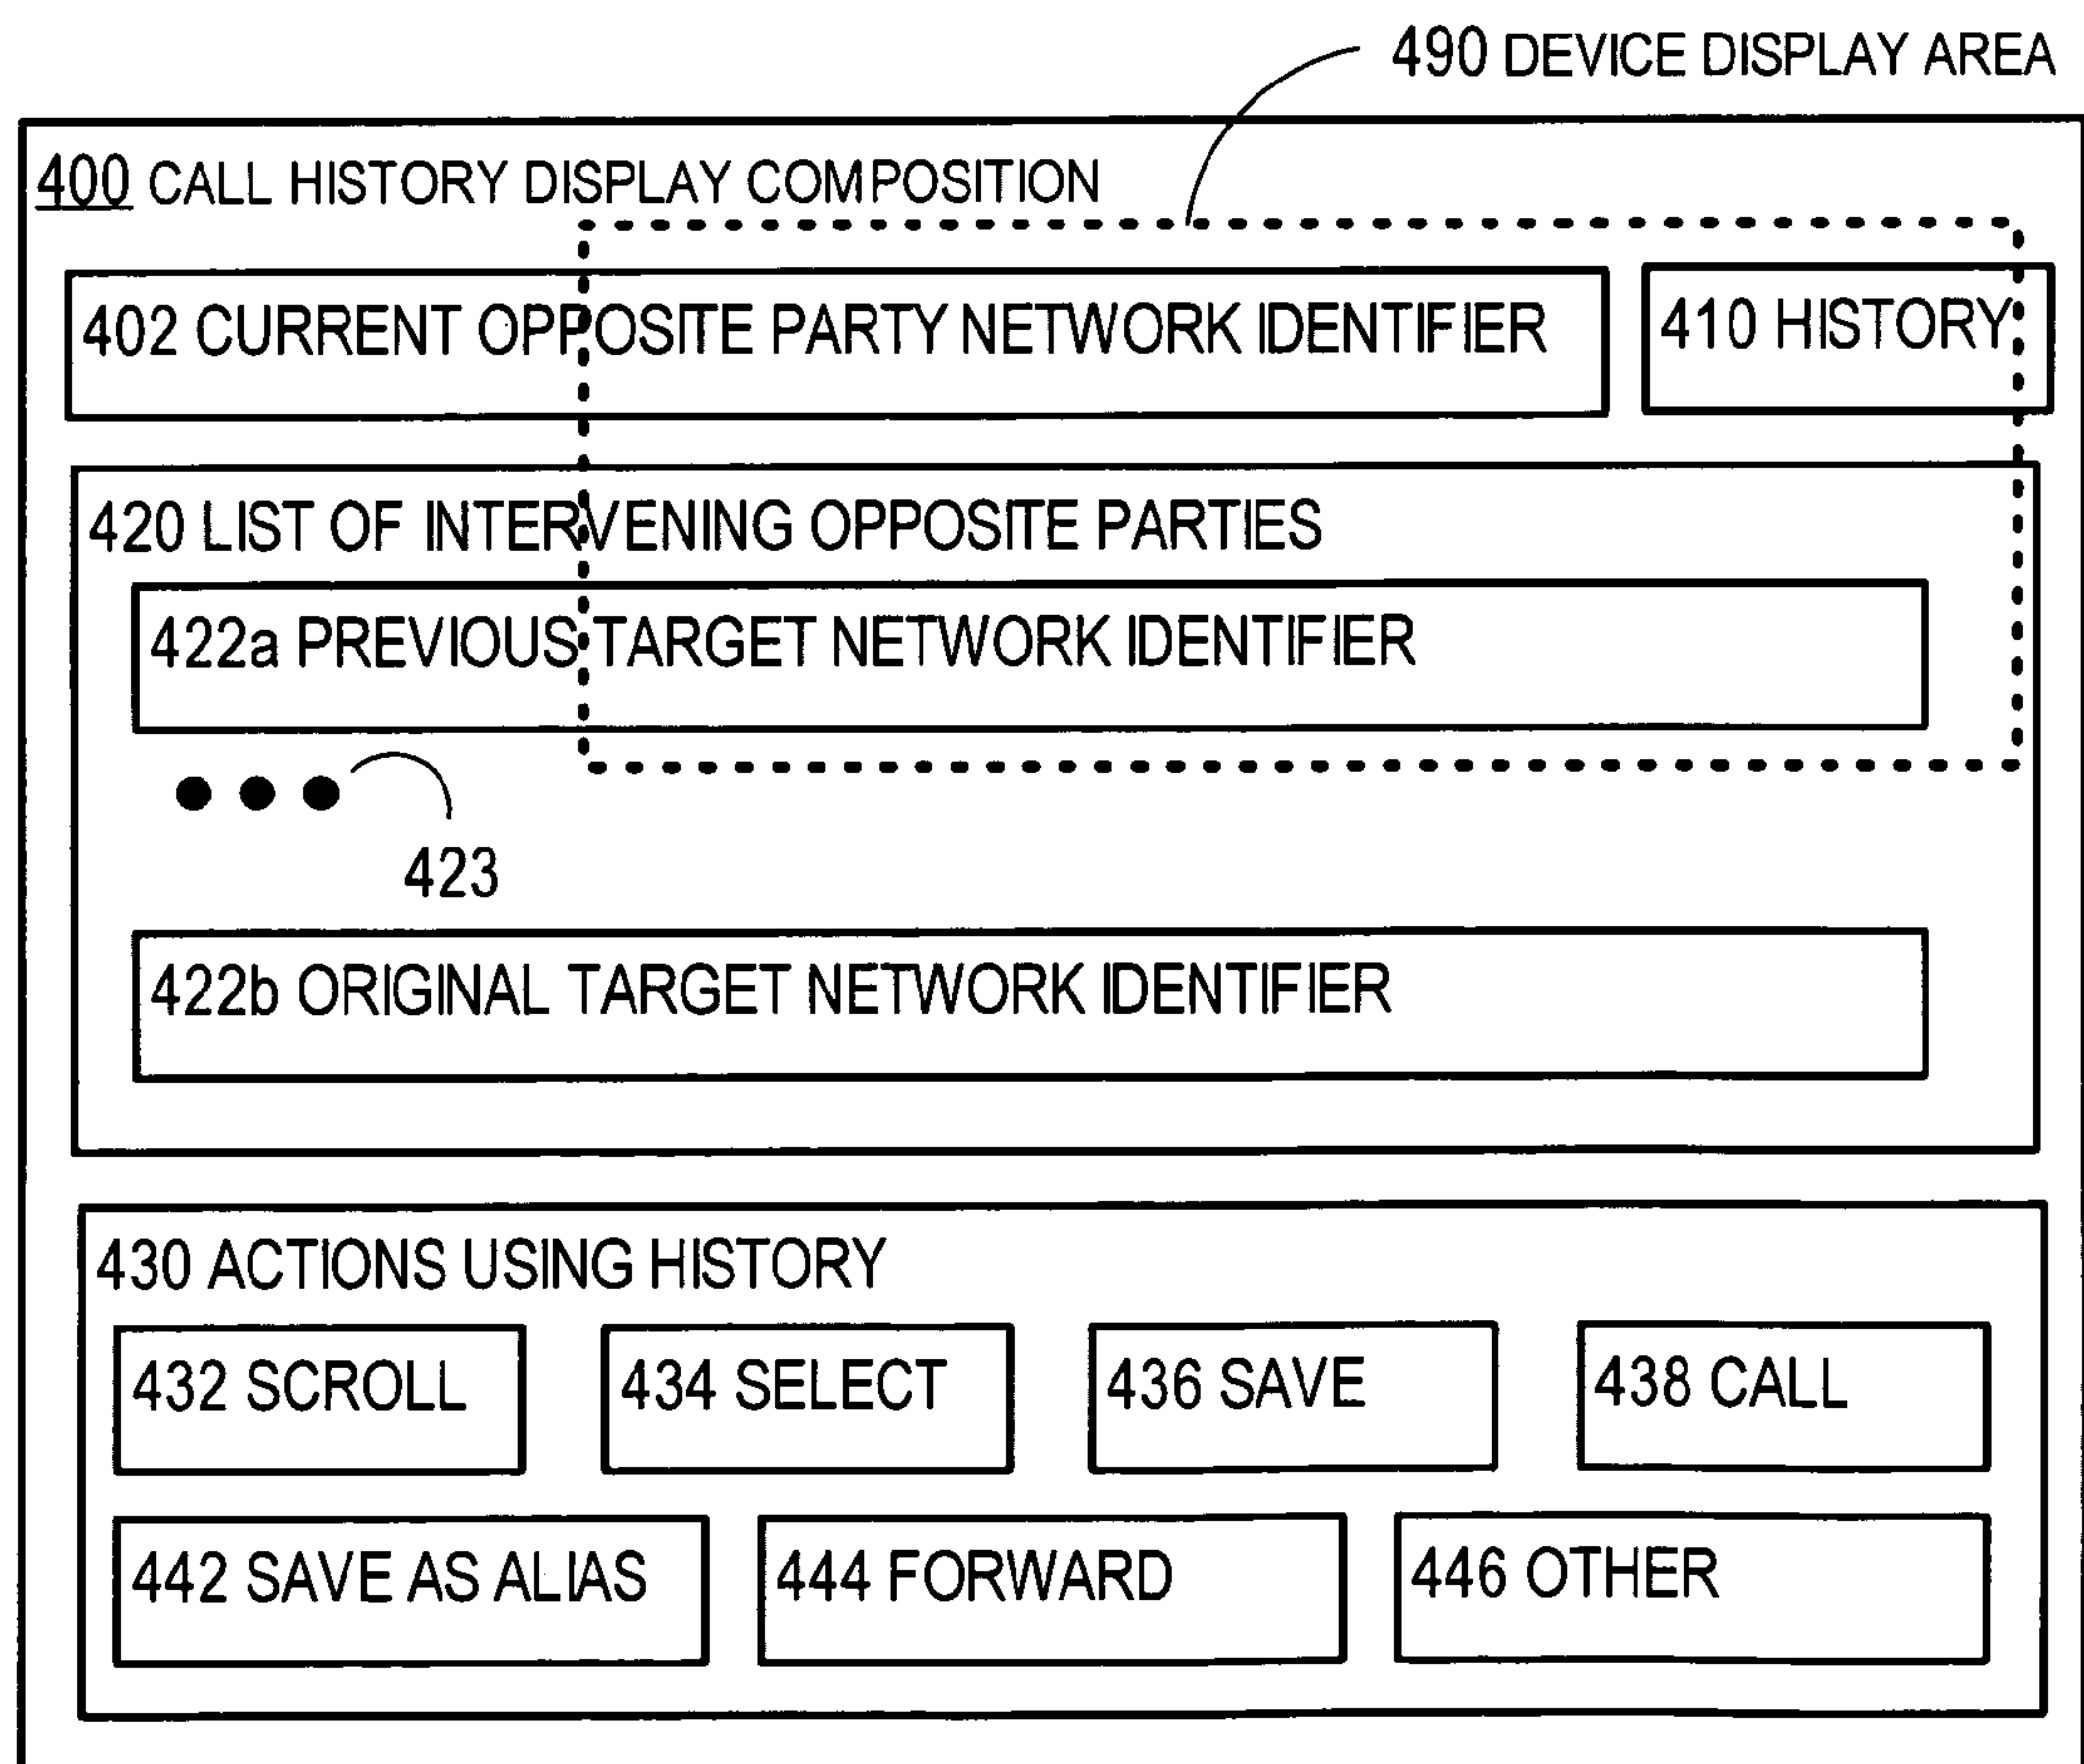 490 DEVICE DISPLAY AREA
400 CALL HISTORY DISPLAY COMPOSITION
402 CURRENT OPPOSITE PARTY NETWORK IDENTIFIER
410 HISTORY
420 LIST OF INTERVENING OPPOSITE PARTIES
422a PREVIOUS TARGET NETWORK IDENTIFIER
423
422b ORIGINAL TARGET NETWORK IDENTIFIER
430 ACTIONS USING HISTORY
432 SCROLL
434 SELECT
436 SAVE
438 CALL
442 SAVE AS ALIAS
444 FORWARD
446 OTHER